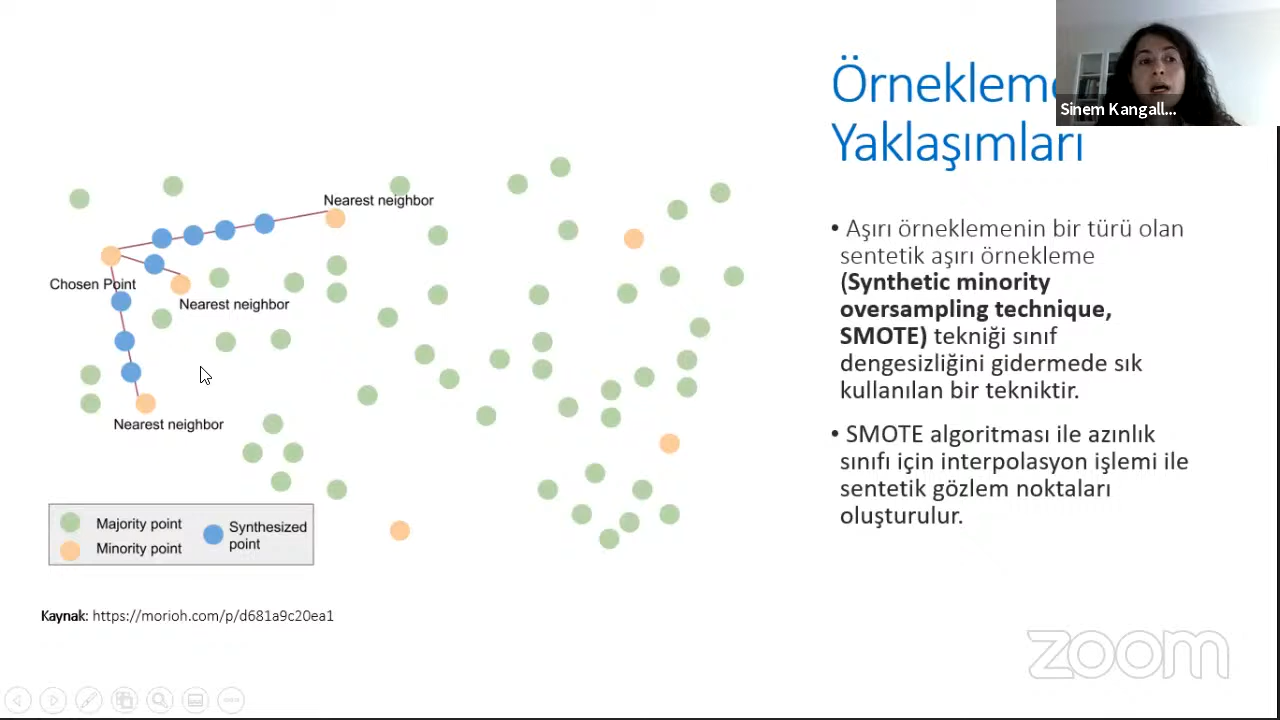 Örnekleme
Yaklaşımları
Sinem Kangall...
• Aşırı örneklemenin bir türü olan
sentetik aşırı örnekleme
(Synthetic minority
oversampling technique,
SMOTE) tekniği sınıf
dengesizliğini gidermede sık
kullanılan bir tekniktir.
• SMOTE algoritması ile azınlık
sınıfı için interpolasyon işlemi ile
sentetik gözlem noktaları
oluşturulur.
Nearest neighbor
Chosen Point
Nearest neighbor
Nearest neighbor
Majority point
Minority point
Synthesized
point
Kaynak: https://morioh.com/p/d681a9c20ea1
zoom